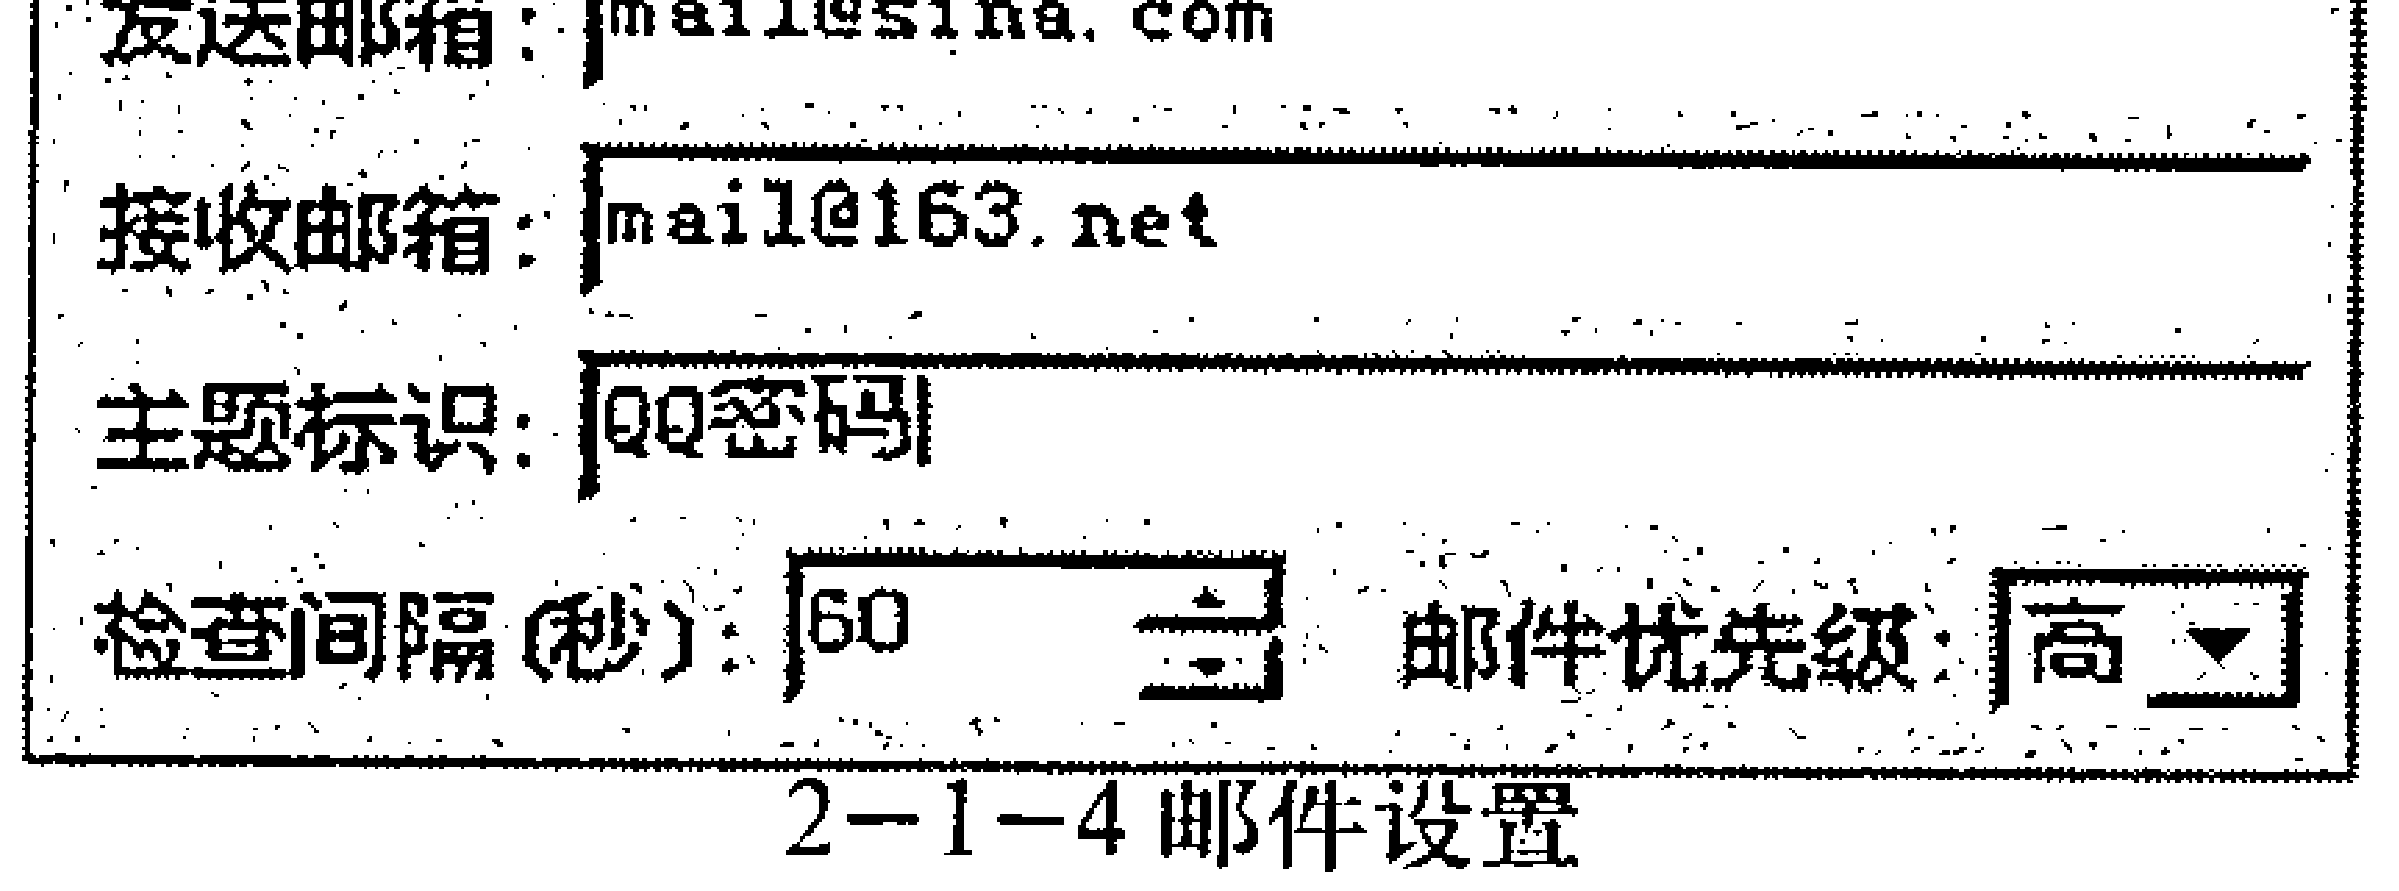 发送邮箱: mail@sina.com
接收邮箱: mail@163.net
主题标识: QQ密码
检查间隔(秒): 60 邮件优先级: 高
2-1-4 邮件设置